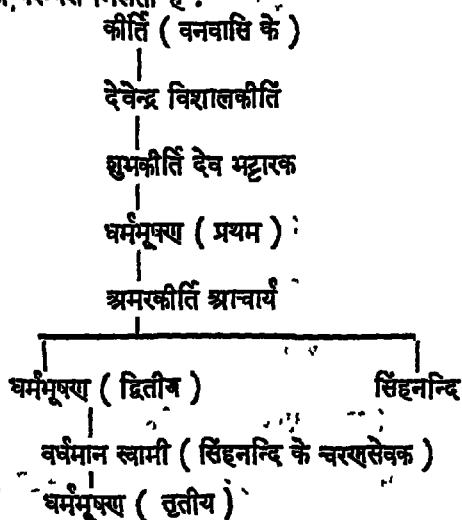 कीर्ति ( वनवासि के )
देवेन्द्र विशालकीर्ति
शुभकीर्ति देव भट्टारक
धर्मभूषण ( प्रथम )
अमरकीर्ति आचार्य
धर्मभूषण ( द्वितीय ) सिंहनन्दि
वर्धमान स्वामी ( सिंहनन्दि के चरणसेवक )
धर्मभूषण ( तृतीय )